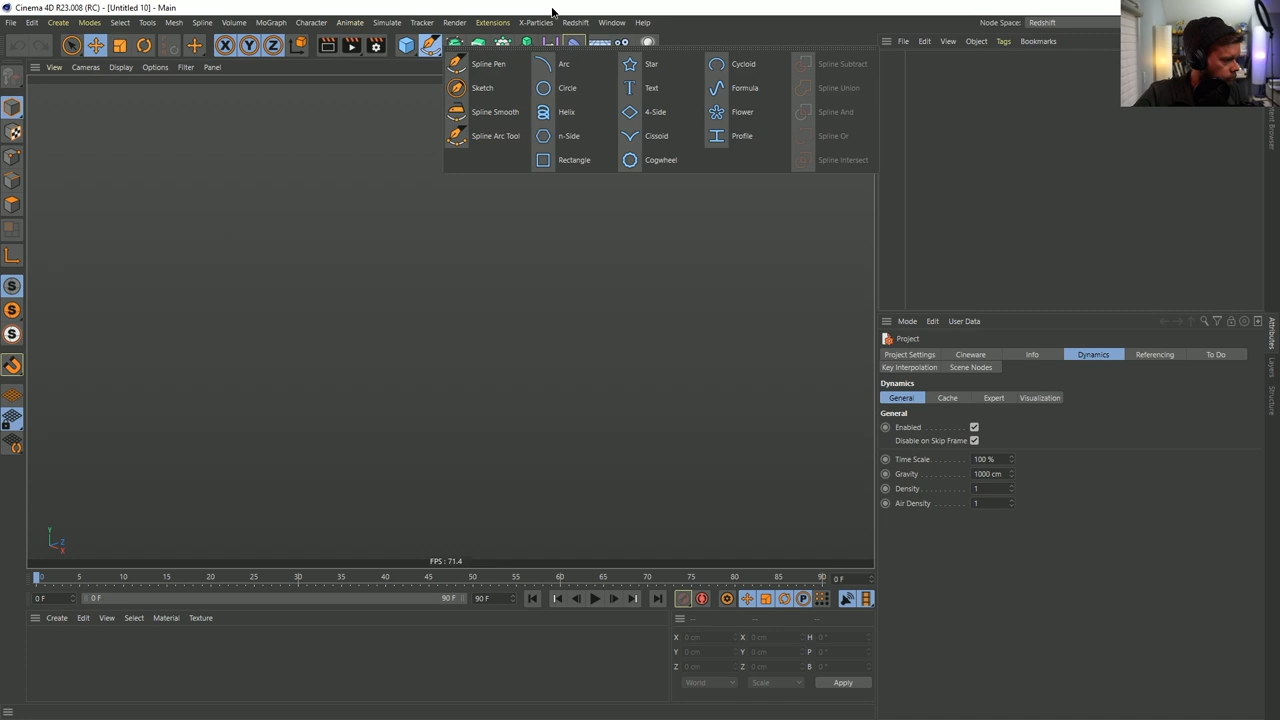 Cinema 4D R23.008 (RC) - [Untitled 10] - Main
File Edit Create Modes Select Tools Mesh Spline Volume MoGraph Character Animate Simulate Tracker Render Extensions X-Particles Redshift Window Help Node Space: Redshift
View Cameras Display Options Filter Panel
File Edit View Object Tags Bookmarks
X Y Z
Spline Pen Arc Star Cycloid Spline Subtract
Sketch Circle Text Formula Spline Union
Spline Smooth Helix 4-Side Flower Spline And
Spline Arc Tool n-Side Cissoid Profile Spline Or
Rectangle Cogwheel Spline Intersect
Content Browser
Mode Edit User Data
Project
Project Settings Cineware Info Dynamics Referencing To Do
Key Interpolation Scene Nodes
Dynamics
General Cache Expert Visualization
General
Enabled
Disable on Skip Frame
Time Scale 100 %
Gravity 1000 cm
Density 1
Air Density 1
Attributes
Layers
Structure
S
S
S
Y
Z
X
FPS : 71.4
0 5 10 15 20 25 30 35 40 45 50 55 60 65 70 75 80 85 90 0 F
0 F 0 F 90 F 90 F
P
Create Edit View Select Material Texture
-- -- --
X 0 cm X 0 cm H 0 °
Y 0 cm Y 0 cm P 0 °
Z 0 cm Z 0 cm B 0 °
World Scale Apply